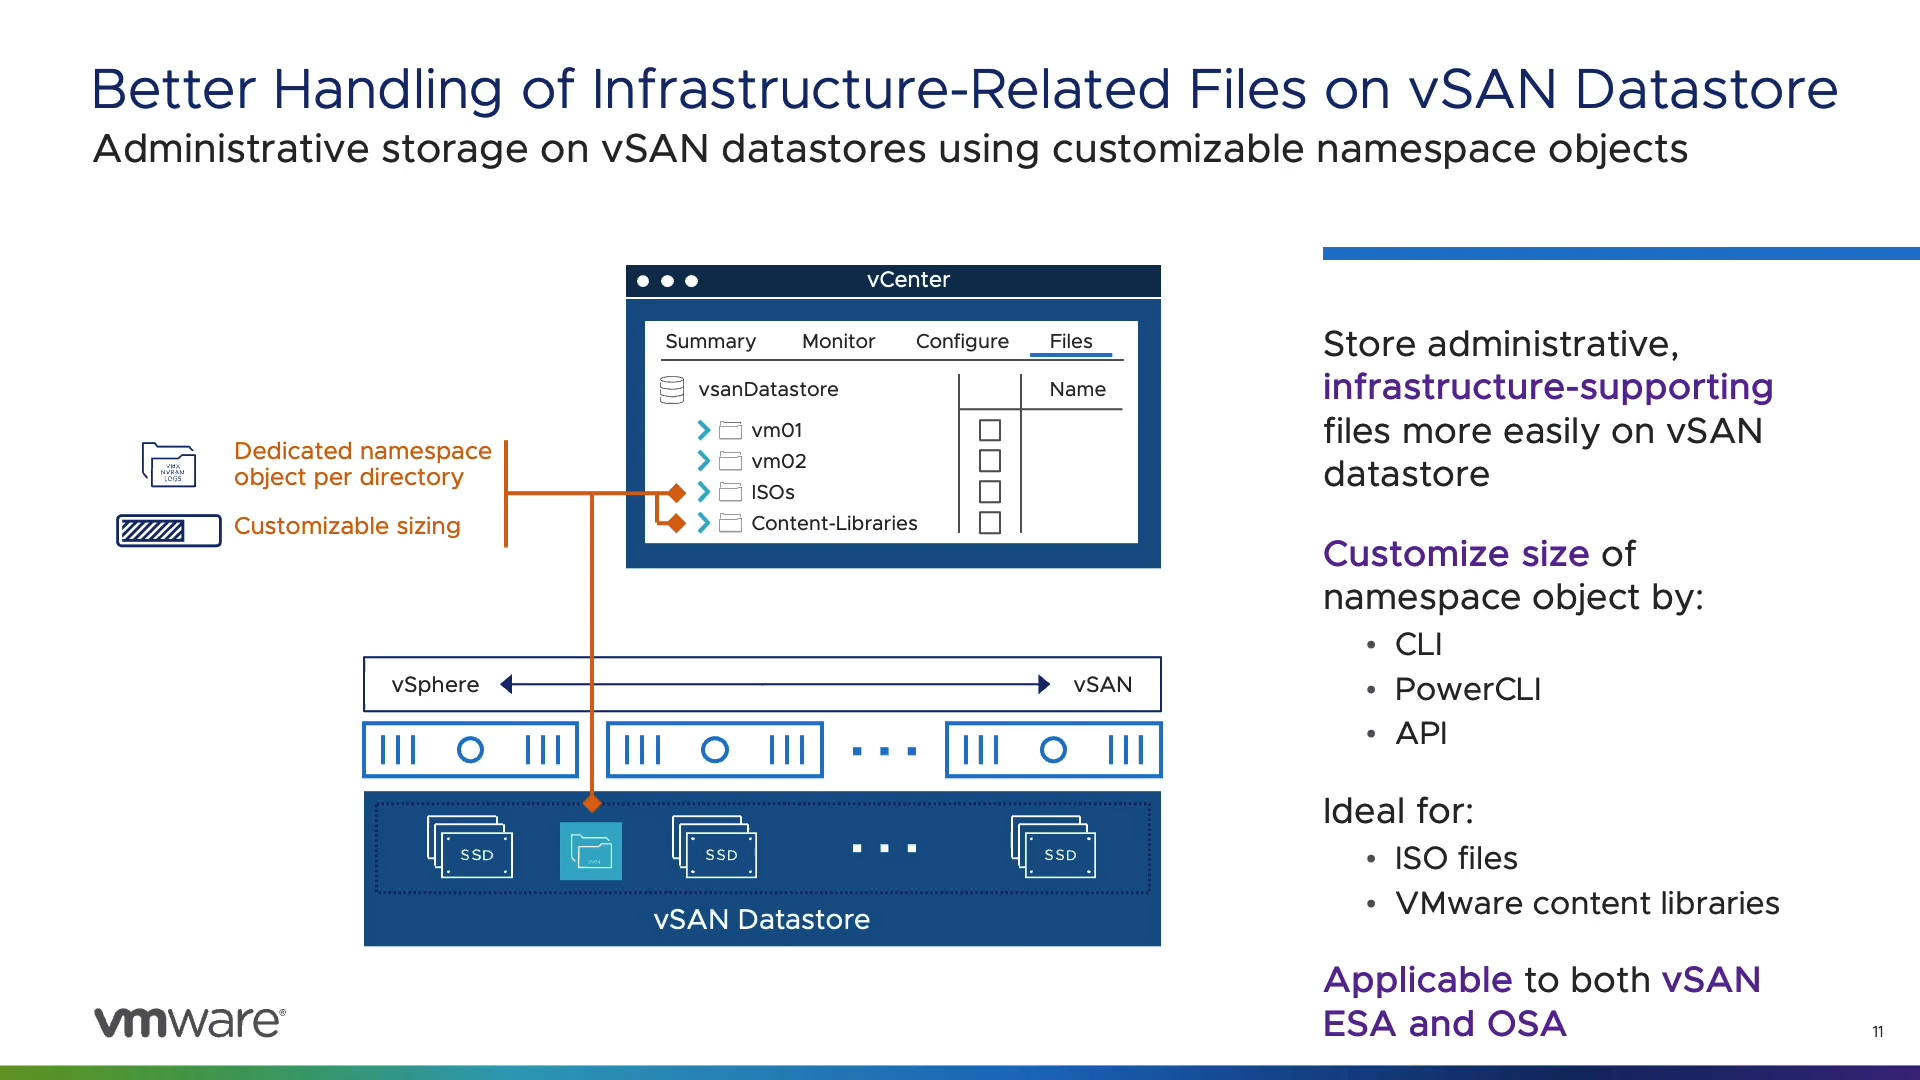 Better Handling of Infrastructure-Related Files on vSAN Datastore
Administrative storage on vSAN datastores using customizable namespace objects
vCenter
Summary Monitor Configure Files
vsanDatastore Name
vm01
vm02
ISOs
Content-Libraries
VMX
NVRAM
LOGS
Dedicated namespace
object per directory
Customizable sizing
vSphere vSAN
SSD SSD SSD
vSAN Datastore
Store administrative,
infrastructure-supporting
files more easily on vSAN
datastore
Customize size of
namespace object by:
• CLI
• PowerCLI
• API
Ideal for:
• ISO files
• VMware content libraries
Applicable to both vSAN
ESA and OSA
vmware®
11